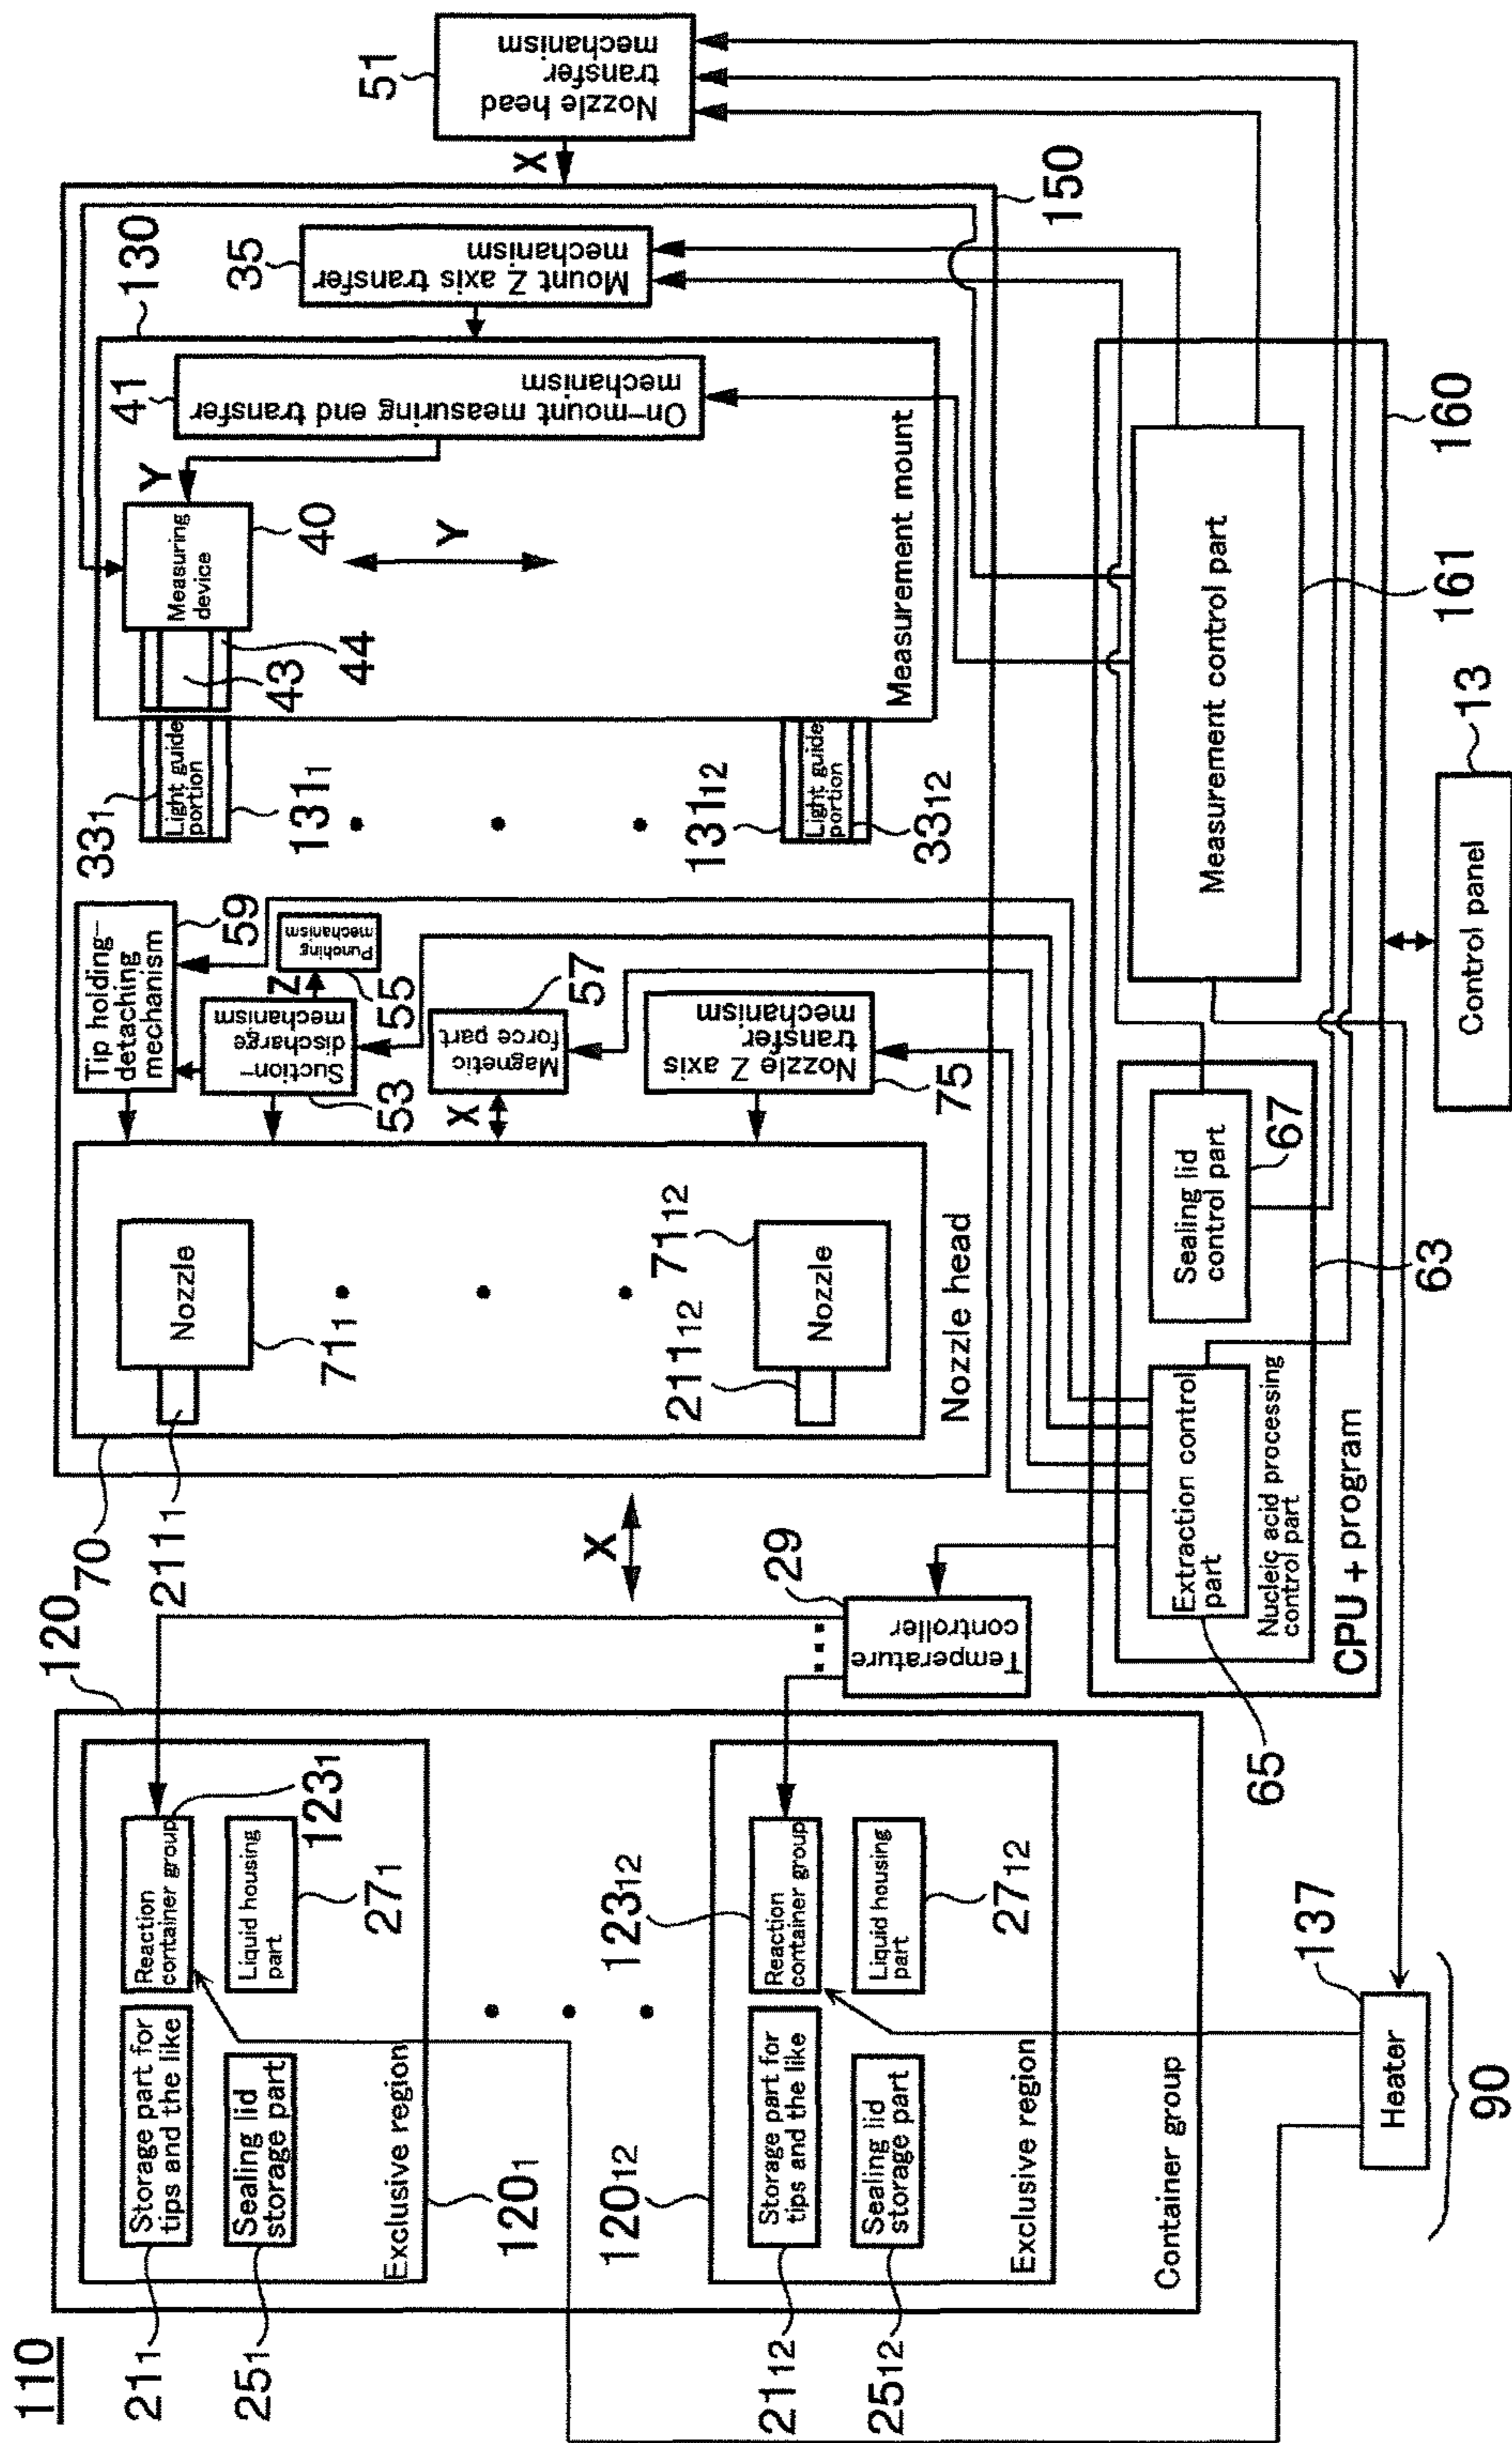 110
120
Storage part for
tips and the like
21₁
Reaction
container group
123₁
Sealing lid
storage part
25₁
Liquid housing
part
27₁
Exclusive region
120₁
Storage part for
tips and the like
21₁₂
Reaction
container group
123₁₂
Sealing lid
storage part
25₁₂
Liquid housing
part
27₁₂
Exclusive region
120₁₂
Container group
X
Temperature
controller
29
70
Nozzle
71₁
211₁
Nozzle
71₁₂
211₁₂
Nozzle head
Tip holding-
detaching
mechanism
59
Suction-
discharge
mechanism
53
Z
Punching
mechanism
55
Magnetic
force part
57
X
Nozzle Z axis
transfer
mechanism
75
33₁
Light guide
portion
131₁
131₁₂
Light guide
portion
33₁₂
Measuring
device
40
43
44
Y
Y
On-mount measuring end transfer
mechanism
41
Measurement mount
130
Mount Z axis transfer
mechanism
35
150
X
Nozzle head
transfer
mechanism
51
Extraction control
part
65
Sealing lid
control part
67
Nucleic acid processing
control part
63
CPU + program
Measurement control part
161
160
Control panel
13
Heater
137
90